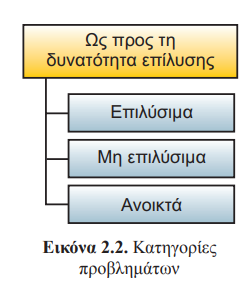 Ως προς τη
δυνατότητα επίλυσης
Επιλύσιμα
Μη επιλύσιμα
Ανοικτά
Εικόνα 2.2. Κατηγορίες
προβλημάτων